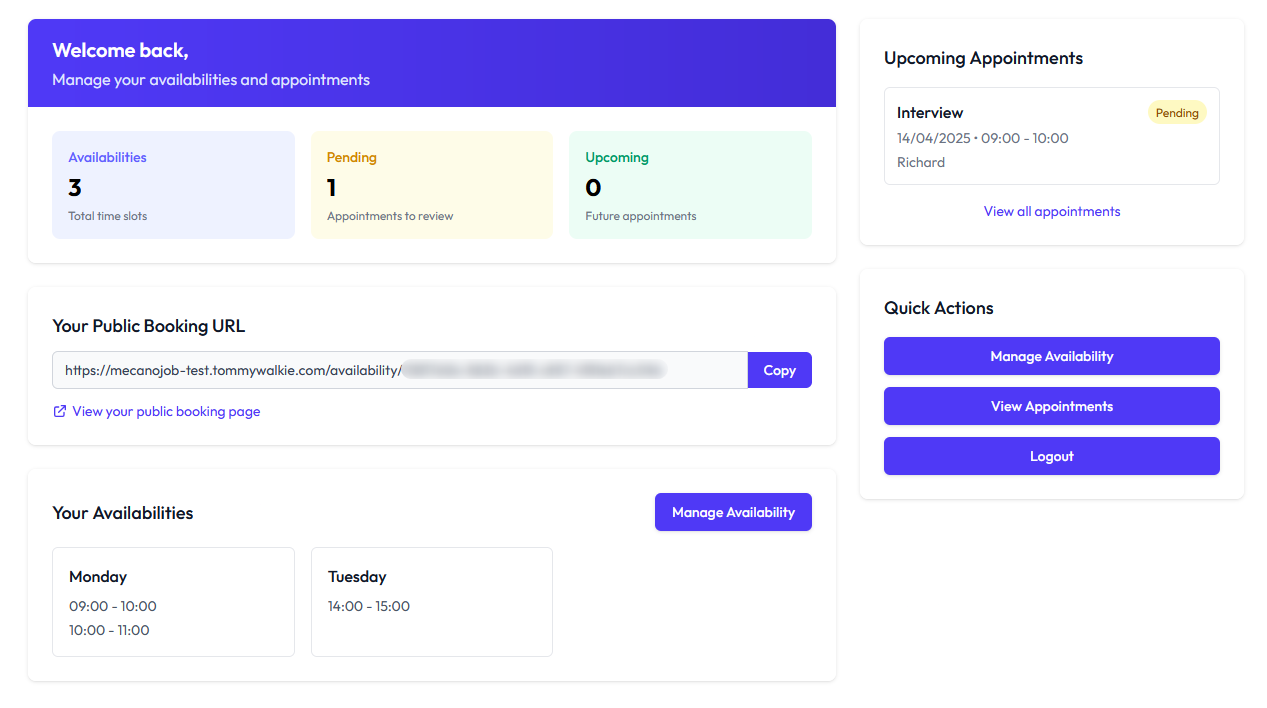 Welcome back,
Manage your availabilities and appointments
Availabilities
3
Total time slots
Pending
1
Appointments to review
Upcoming
0
Future appointments
Your Public Booking URL
https://mecanojob-test.tommywalkie.com/availability/
Copy
View your public booking page
Your Availabilities
Manage Availability
Monday
09:00 - 10:00
10:00 - 11:00
Tuesday
14:00 - 15:00
Upcoming Appointments
Interview
Pending
14/04/2025 • 09:00 - 10:00
Richard
View all appointments
Quick Actions
Manage Availability
View Appointments
Logout